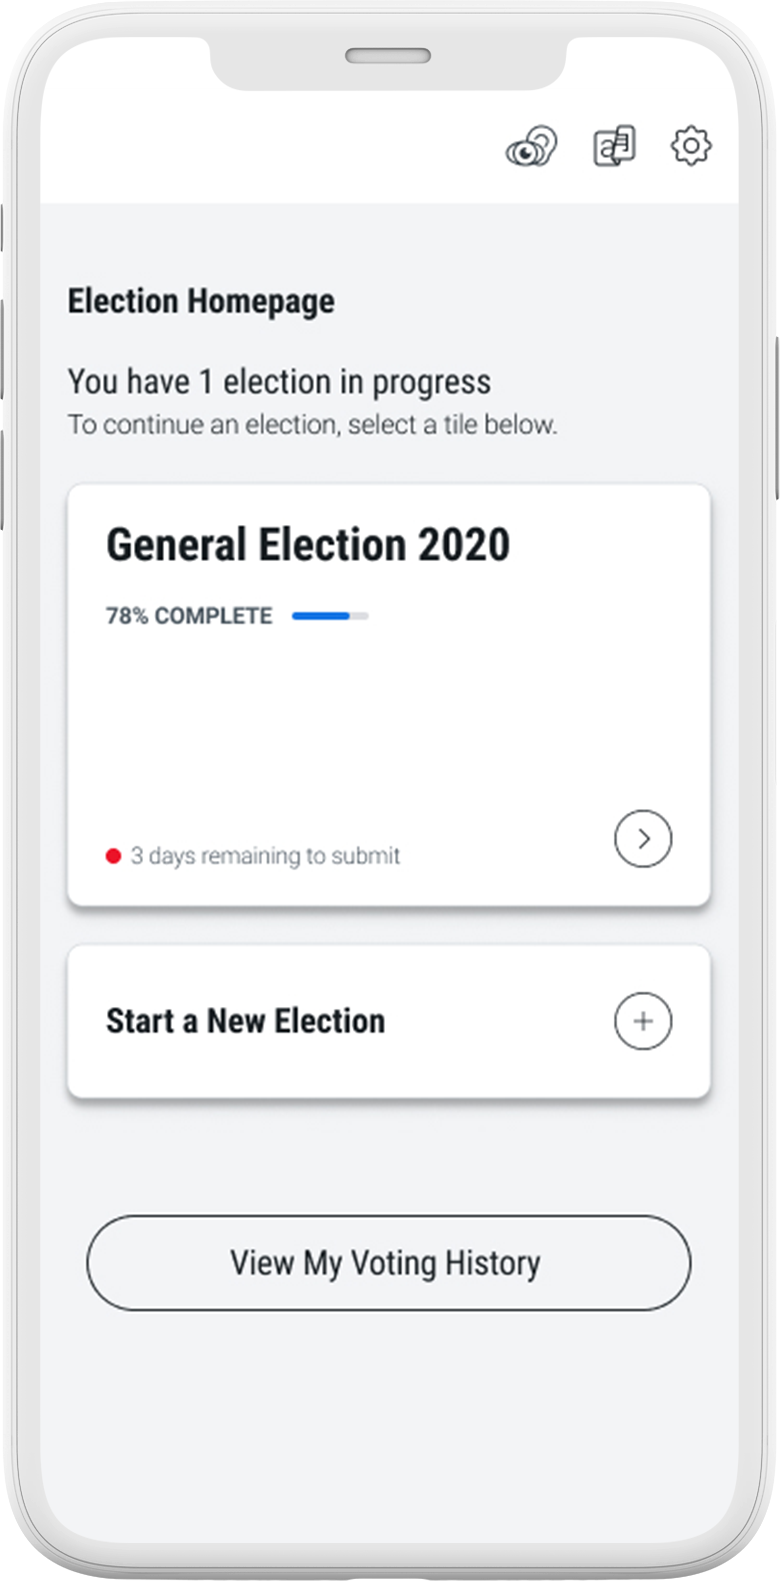 Election Homepage
You have 1 election in progress
To continue an election, select a tile below.
General Election 2020
78% COMPLETE
3 days remaining to submit
Start a New Election
View My Voting History